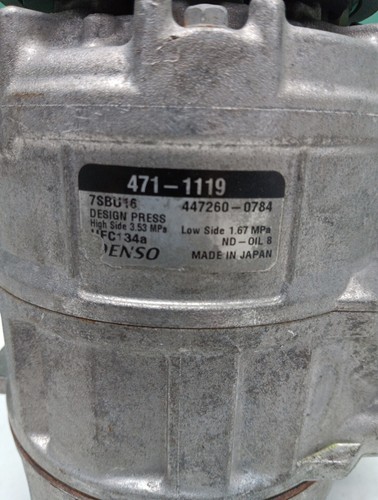 471-1119
7SBU16 447260-0784
DESIGN PRESS
High Side 3.53 MPa Low Side 1.67 MPa
HFC134a ND-OIL 8
DENSO MADE IN JAPAN